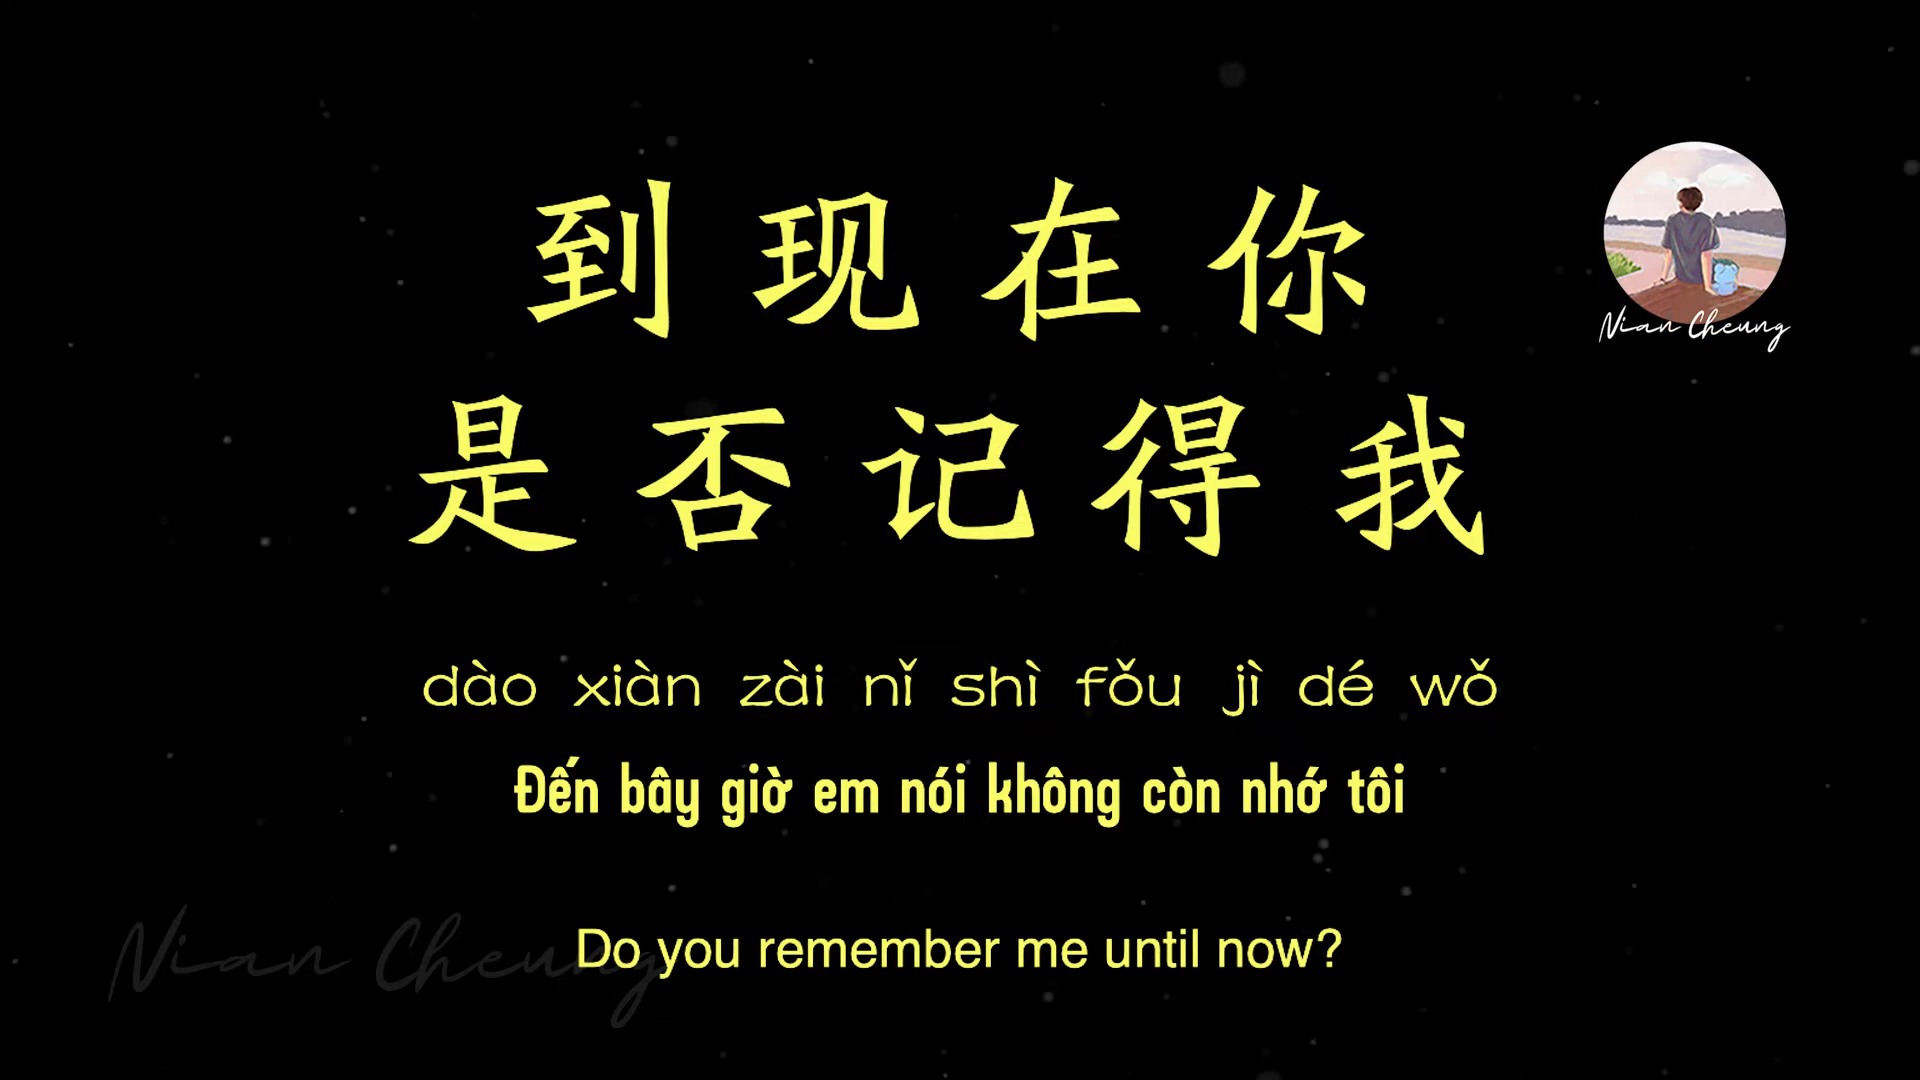 到现在你
Nian Cheung
是否记得我
dào xiàn zài nǐ shì fǒu jì dé wǒ
Đến bây giờ em nói không còn nhớ tôi
Do you remember me until now?
Nian Cheung